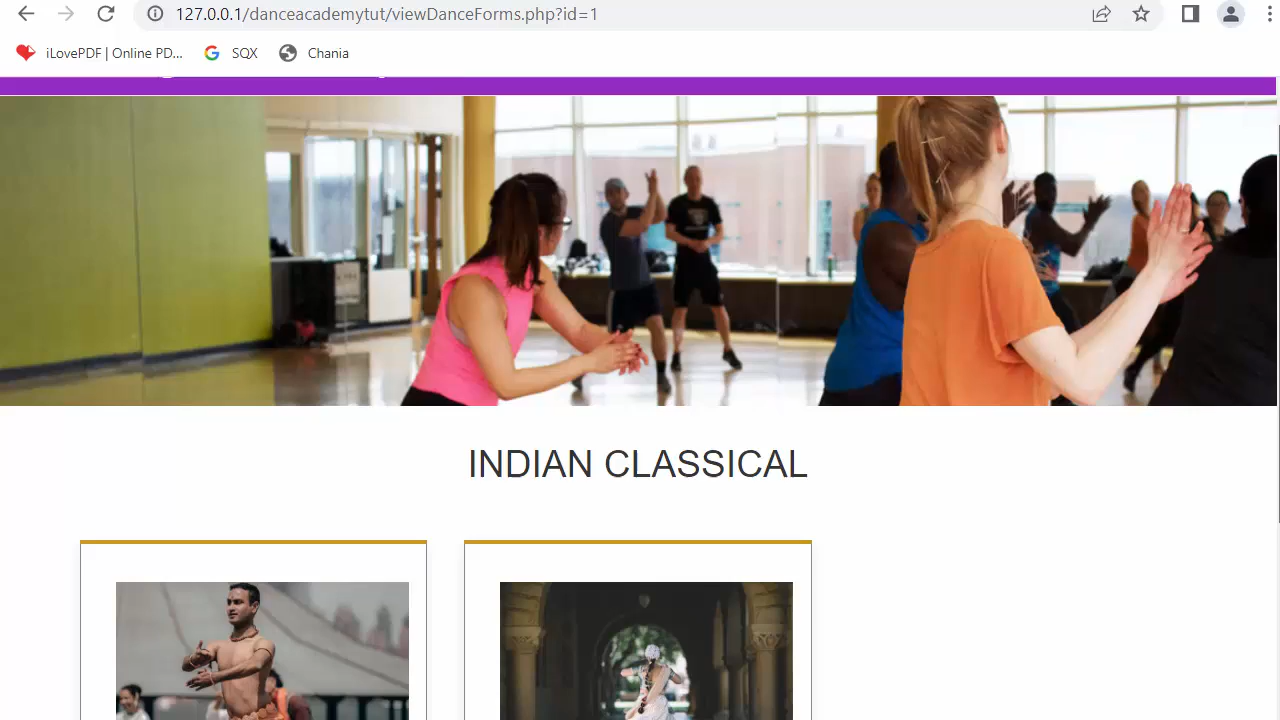 127.0.0.1/danceacademytut/viewDanceForms.php?id=1
iLovePDF | Online PD... SQX Chania
INDIAN CLASSICAL